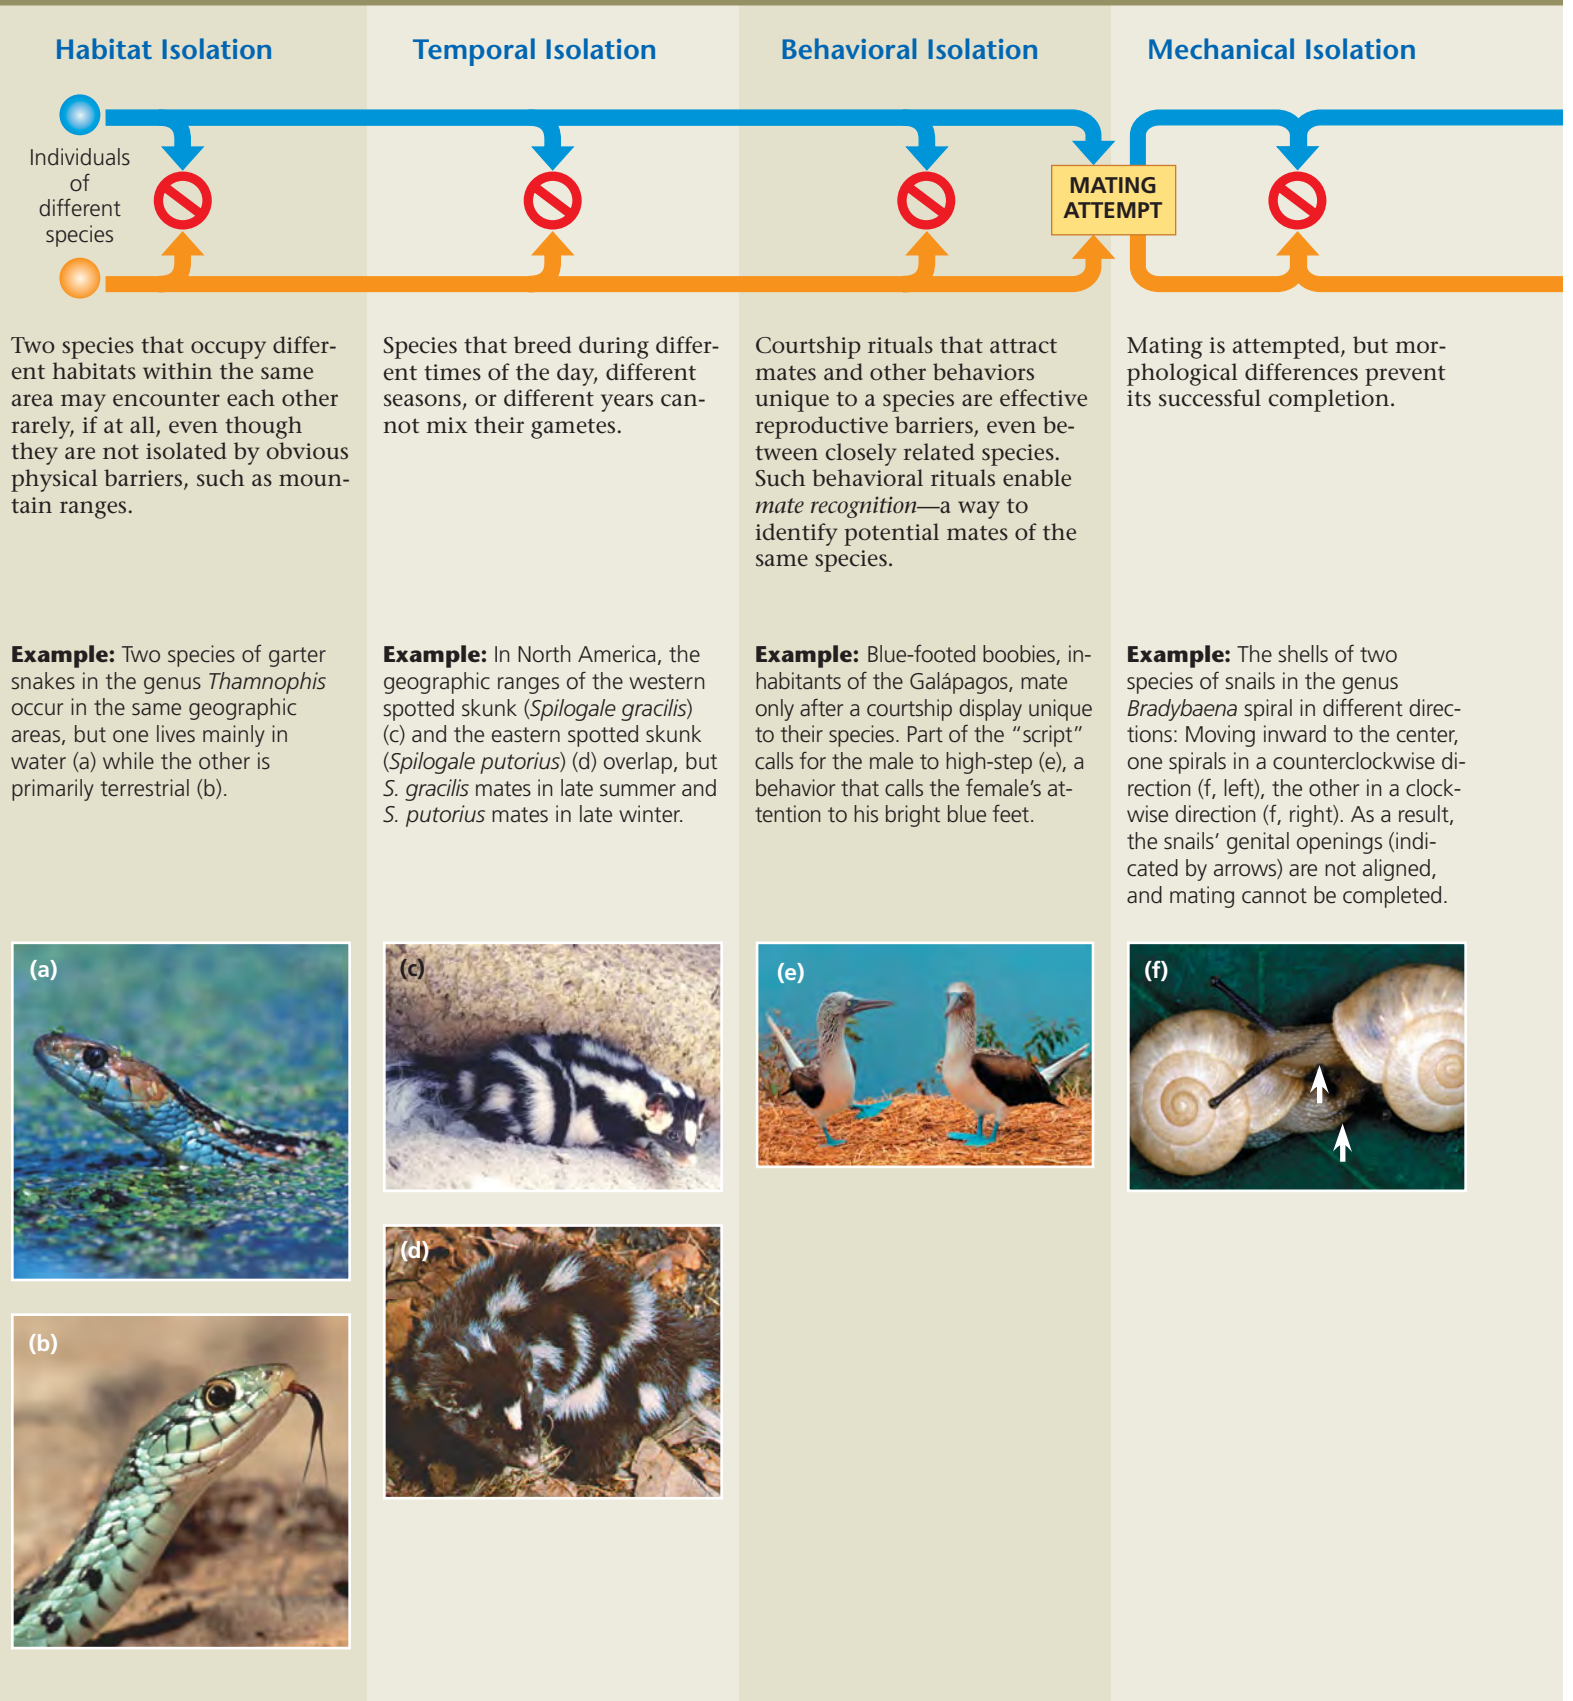 Habitat Isolation
Temporal Isolation
Behavioral Isolation
Mechanical Isolation
Individuals
of
different
species
MATING
ATTEMPT
Two species that occupy differ-
ent habitats within the same
area may encounter each other
rarely, if at all, even though
they are not isolated by obvious
physical barriers, such as moun-
tain ranges.
Species that breed during differ-
ent times of the day, different
seasons, or different years can-
not mix their gametes.
Courtship rituals that attract
mates and other behaviors
unique to a species are effective
reproductive barriers, even be-
tween closely related species.
Such behavioral rituals enable
mate recognition—a way to
identify potential mates of the
same species.
Mating is attempted, but mor-
phological differences prevent
its successful completion.
Example: Two species of garter
snakes in the genus Thamnophis
occur in the same geographic
areas, but one lives mainly in
water (a) while the other is
primarily terrestrial (b).
Example: In North America, the
geographic ranges of the western
spotted skunk (Spilogale gracilis)
(c) and the eastern spotted skunk
(Spilogale putorius) (d) overlap, but
S. gracilis mates in late summer and
S. putorius mates in late winter.
Example: Blue-footed boobies, in-
habitants of the Galápagos, mate
only after a courtship display unique
to their species. Part of the “script”
calls for the male to high-step (e), a
behavior that calls the female’s at-
tention to his bright blue feet.
Example: The shells of two
species of snails in the genus
Bradybaena spiral in different direc-
tions: Moving inward to the center,
one spirals in a counterclockwise di-
rection (f, left), the other in a clock-
wise direction (f, right). As a result,
the snails’ genital openings (indi-
cated by arrows) are not aligned,
and mating cannot be completed.
(a)
(b)
(c)
(d)
(e)
(f)